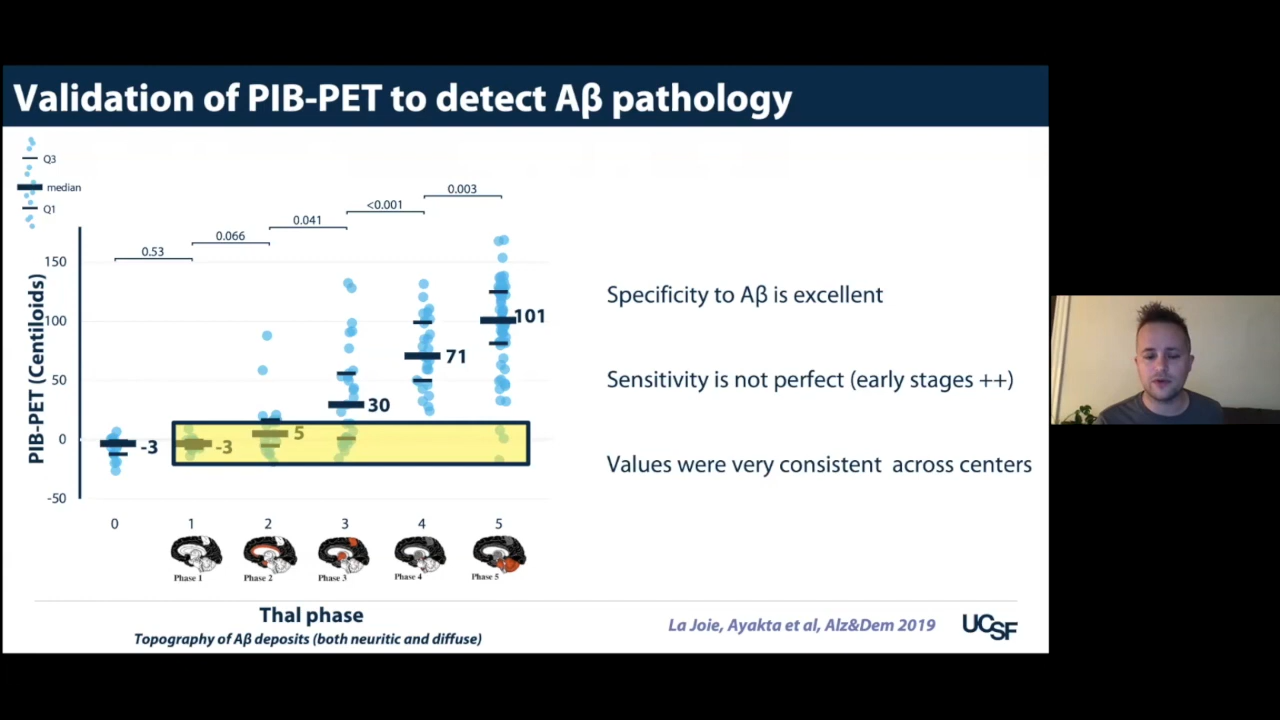 Validation of PIB-PET to detect Aβ pathology
Q3
median
Q1
0.003
<0.001
0.041
0.066
0.53
PIB-PET (Centiloids)
150
100
50
0
-50
-3
-3
5
30
71
101
0 1 2 3 4 5
Phase 1 Phase 2 Phase 3 Phase 4 Phase 5
Thal phase
Topography of Aβ deposits (both neuritic and diffuse)
Specificity to Aβ is excellent
Sensitivity is not perfect (early stages ++)
Values were very consistent across centers
La Joie, Ayakta et al, Alz&Dem 2019
UCSF